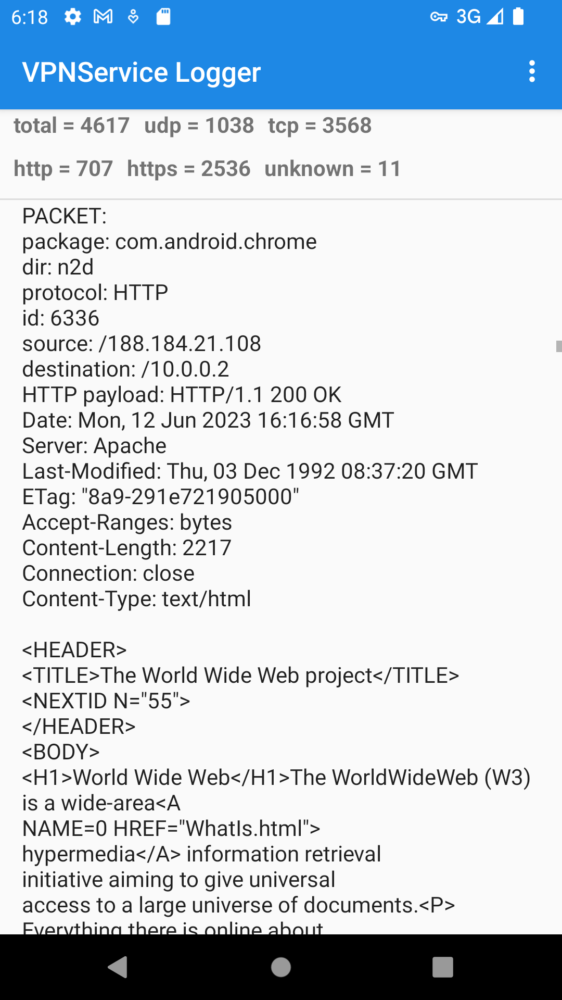 6:18 3G
VPNService Logger
total = 4617 udp = 1038 tcp = 3568
http = 707 https = 2536 unknown = 11
PACKET:
package: com.android.chrome
dir: n2d
protocol: HTTP
id: 6336
source: /188.184.21.108
destination: /10.0.0.2
HTTP payload: HTTP/1.1 200 OK
Date: Mon, 12 Jun 2023 16:16:58 GMT
Server: Apache
Last-Modified: Thu, 03 Dec 1992 08:37:20 GMT
ETag: "8a9-291e721905000"
Accept-Ranges: bytes
Content-Length: 2217
Connection: close
Content-Type: text/html
<HEADER>
<TITLE>The World Wide Web project</TITLE>
<NEXTID N="55">
</HEADER>
<BODY>
<H1>World Wide Web</H1>The WorldWideWeb (W3)
is a wide-area<A
NAME=0 HREF="WhatIs.html">
hypermedia</A> information retrieval
initiative aiming to give universal
access to a large universe of documents.<P>
Everything there is online about